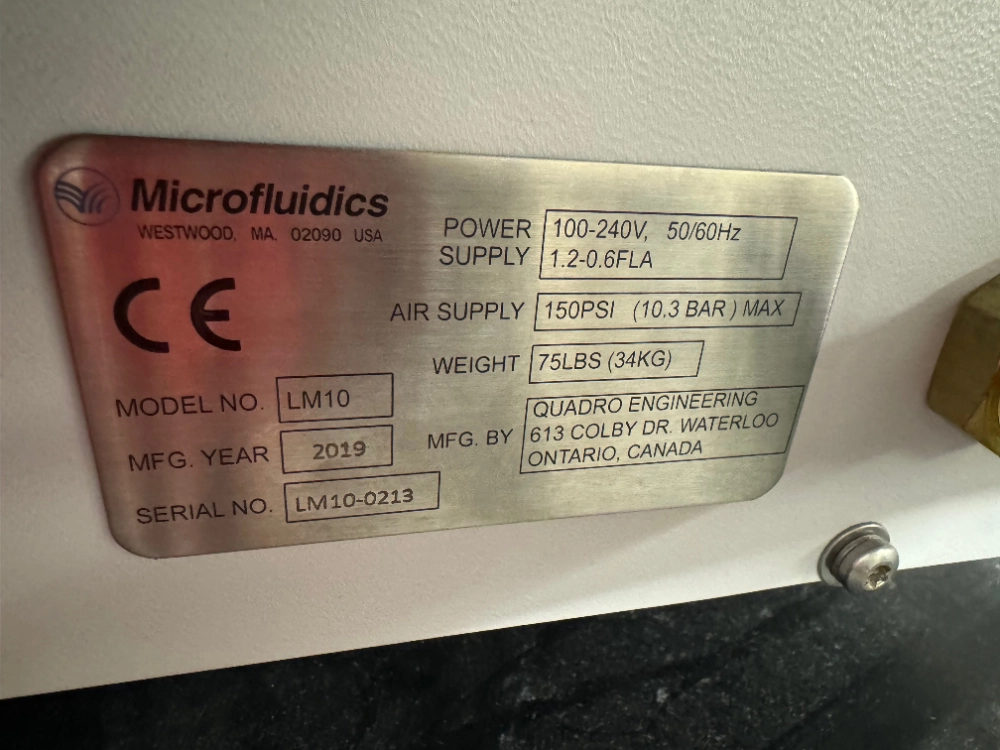 Microfluidics
WESTWOOD, MA. 02090 USA
CE
MODEL NO. LM10
MFG. YEAR 2019
SERIAL NO. LM10-0213
POWER SUPPLY 100-240V, 50/60Hz
1.2-0.6FLA
AIR SUPPLY 150PSI (10.3 BAR ) MAX
WEIGHT 75LBS (34KG)
MFG. BY QUADRO ENGINEERING
613 COLBY DR. WATERLOO
ONTARIO, CANADA